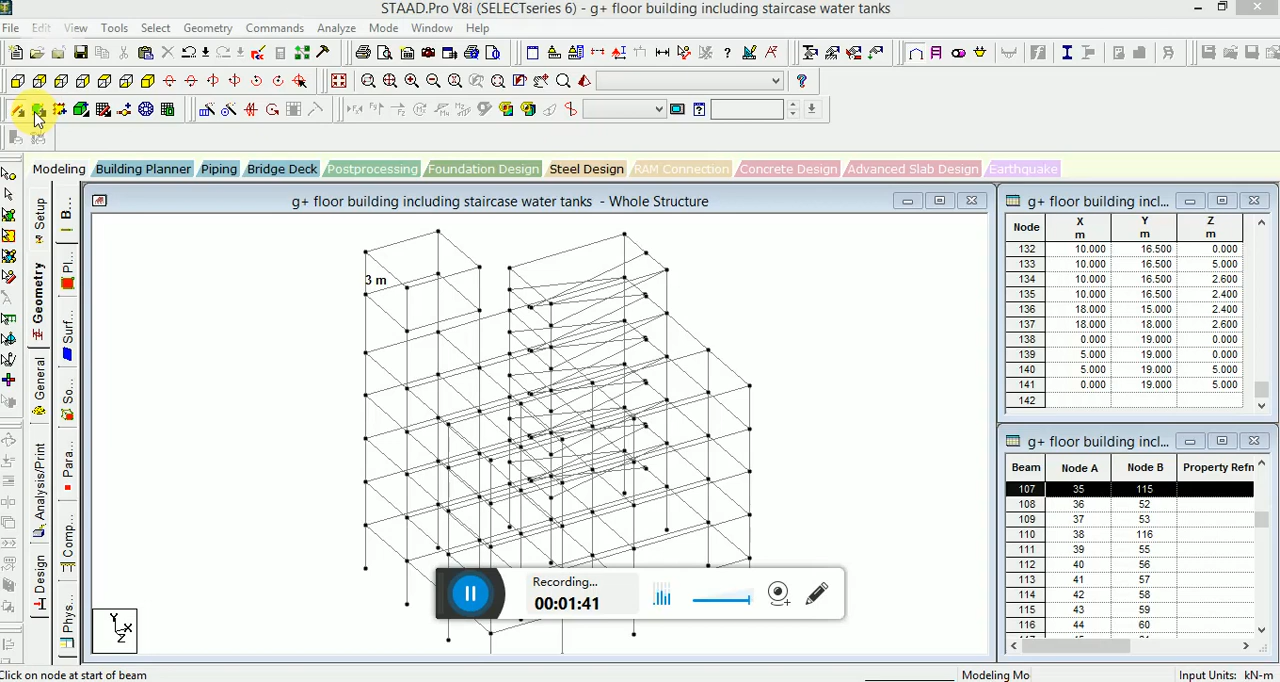 STAAD.Pro V8i (SELECTseries 6) - g+ floor building including staircase water tanks
File Edit View Tools Select Geometry Commands Analyze Mode Window Help
Modeling Building Planner Piping Bridge Deck Postprocessing Foundation Design Steel Design RAM Connection Concrete Design Advanced Slab Design Earthquake
Setup
Geometry
General
Analysis/Print
Design
B...
Pl...
Surf...
So...
Para...
Comp...
Phys...
g+ floor building including staircase water tanks - Whole Structure
3 m
Y
X
Z
g+ floor building incl...
Node X Y Z
m m m
132 10.000 16.500 0.000
133 10.000 16.500 5.000
134 10.000 16.500 2.600
135 10.000 16.500 2.400
136 18.000 15.000 2.400
137 18.000 18.000 2.600
138 0.000 19.000 0.000
139 5.000 19.000 0.000
140 5.000 19.000 5.000
141 0.000 19.000 5.000
142
g+ floor building incl...
Beam Node A Node B Property Refn
107 35 115
108 36 52
109 37 53
110 38 116
111 39 55
112 40 56
113 41 57
114 42 58
115 43 59
116 44 60
Recording...
00:01:41
Click on node at start of beam
Modeling Mo
Input Units: kN-m